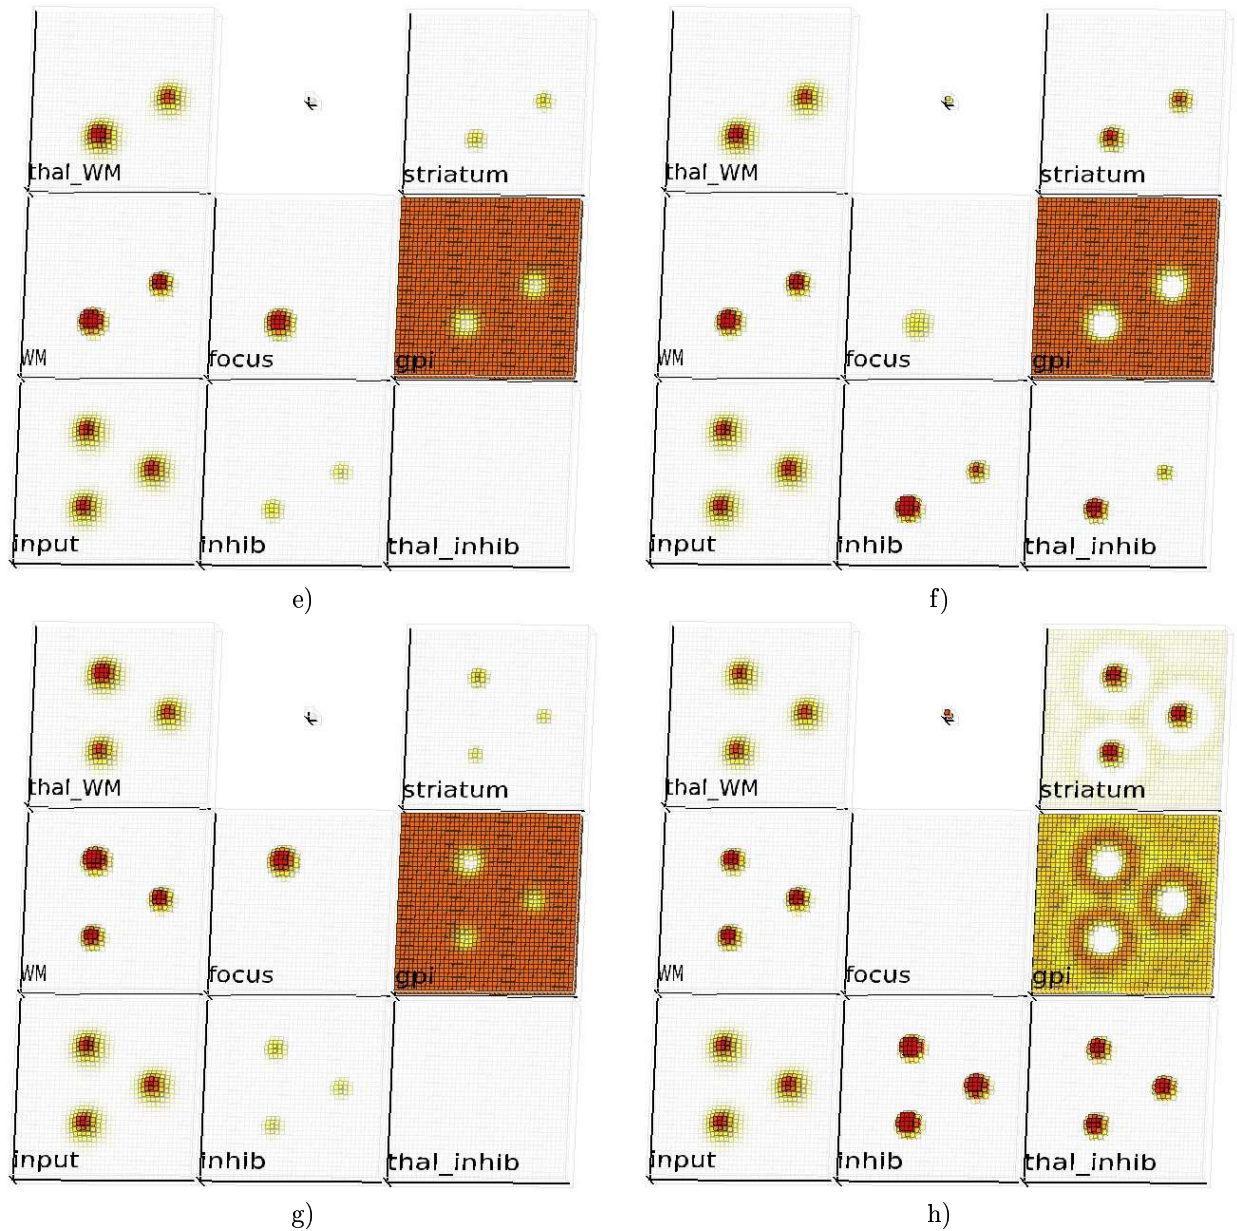 thal_WM
striatum
WM
focus
gpi
input
inhib
thal_inhib
e)
thal_WM
striatum
WM
focus
gpi
input
inhib
thal_inhib
f)
thal_WM
striatum
WM
focus
gpi
input
inhib
thal_inhib
g)
thal_WM
striatum
WM
focus
gpi
input
inhib
thal_inhib
h)